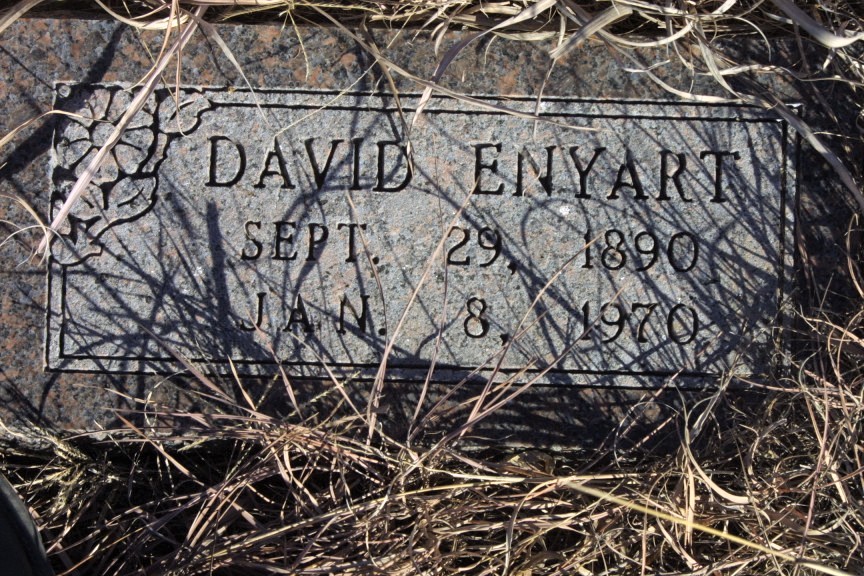 DAVID ENYART
SEPT. 29, 1890
JAN. 8, 1970